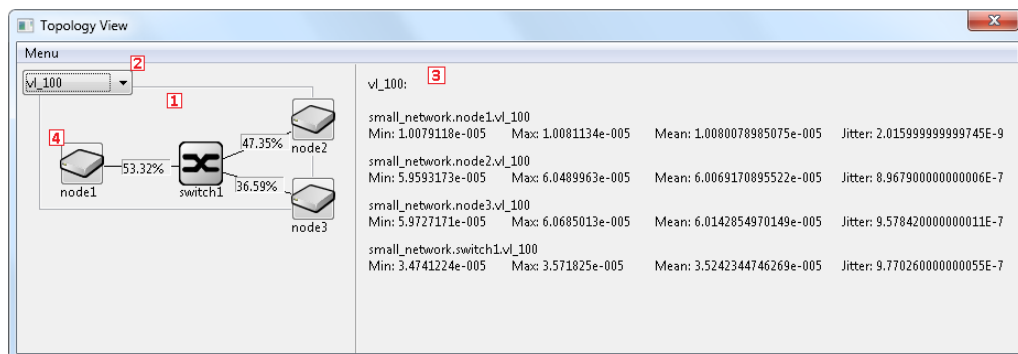 Topology View
Menu
2
vl_100
1
4
47.35%
node2
53.32%
node1
switch1
36.59%
node3
3
vl_100:
small_network.node1.vl_100
Min: 1.0079118e-005 Max: 1.0081134e-005 Mean: 1.0080078985075e-005 Jitter: 2.015999999999745E-9
small_network.node2.vl_100
Min: 5.9593173e-005 Max: 6.0489963e-005 Mean: 6.0069170895522e-005 Jitter: 8.967900000000006E-7
small_network.node3.vl_100
Min: 5.9727171e-005 Max: 6.0685013e-005 Mean: 6.0142854970149e-005 Jitter: 9.578420000000011E-7
small_network.switch1.vl_100
Min: 3.4741224e-005 Max: 3.571825e-005 Mean: 3.5242344746269e-005 Jitter: 9.770260000000055E-7